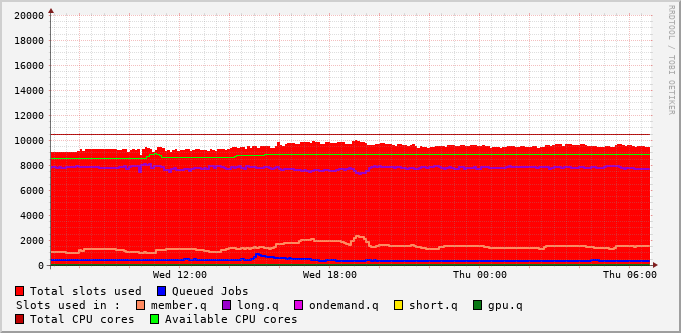 RRDTOOL / TOBI OETIKER
20000
18000
16000
14000
12000
10000
8000
6000
4000
2000
0
Wed 12:00 Wed 18:00 Thu 00:00 Thu 06:00
Total slots used Queued Jobs
Slots used in : member.q long.q ondemand.q short.q gpu.q
Total CPU cores Available CPU cores